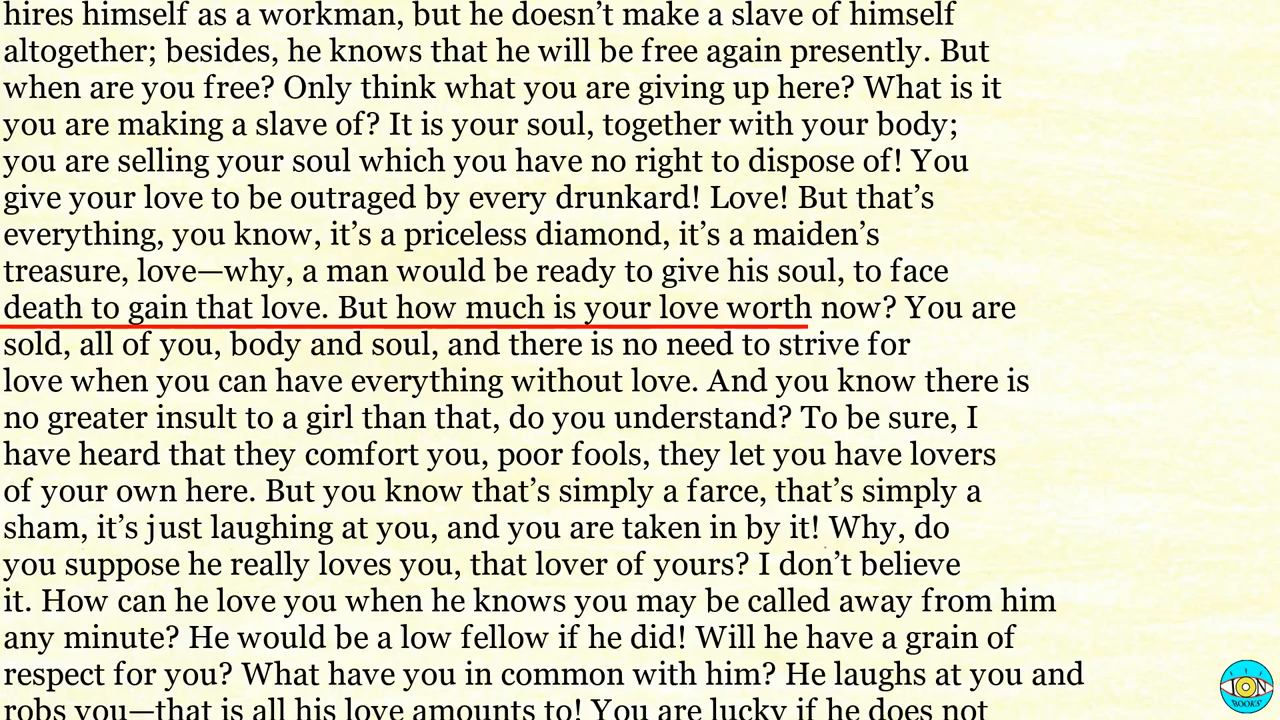 hires himself as a workman, but he doesn’t make a slave of himself
altogether; besides, he knows that he will be free again presently. But
when are you free? Only think what you are giving up here? What is it
you are making a slave of? It is your soul, together with your body;
you are selling your soul which you have no right to dispose of! You
give your love to be outraged by every drunkard! Love! But that’s
everything, you know, it’s a priceless diamond, it’s a maiden’s
treasure, love—why, a man would be ready to give his soul, to face
death to gain that love. But how much is your love worth now? You are
sold, all of you, body and soul, and there is no need to strive for
love when you can have everything without love. And you know there is
no greater insult to a girl than that, do you understand? To be sure, I
have heard that they comfort you, poor fools, they let you have lovers
of your own here. But you know that’s simply a farce, that’s simply a
sham, it’s just laughing at you, and you are taken in by it! Why, do
you suppose he really loves you, that lover of yours? I don’t believe
it. How can he love you when he knows you may be called away from him
any minute? He would be a low fellow if he did! Will he have a grain of
respect for you? What have you in common with him? He laughs at you and
robs you—that is all his love amounts to! You are lucky if he does not
ION
BOOKS